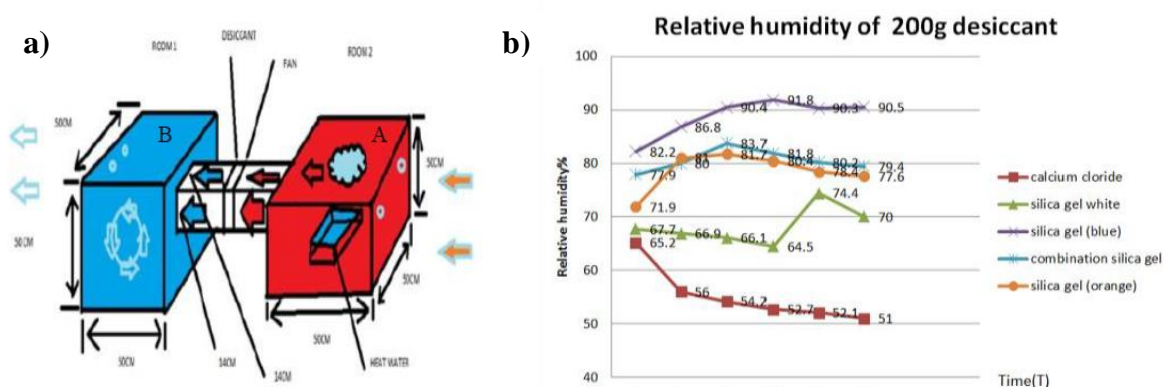 a)
ROOM 1
DESICCANT
FAN
ROOM 2
50CM
B
A
50CM
50 CM
50CM
50CM
50CM
14CM
14CM
HEAT WATER
b)
Relative humidity of 200g desiccant
Relative humidity%
100
90
80
70
60
50
40
82.2
86.8
90.4
91.8
90.3
90.5
77.9
80
83.7
81.8
80.2
79.4
71.9
81
81.7
80.4
78.4
77.6
67.7
66.9
66.1
64.5
74.4
70
65.2
56
54.2
52.7
52.1
51
calcium cloride
silica gel white
silica gel (blue)
combination silica gel
silica gel (orange)
Time(T)